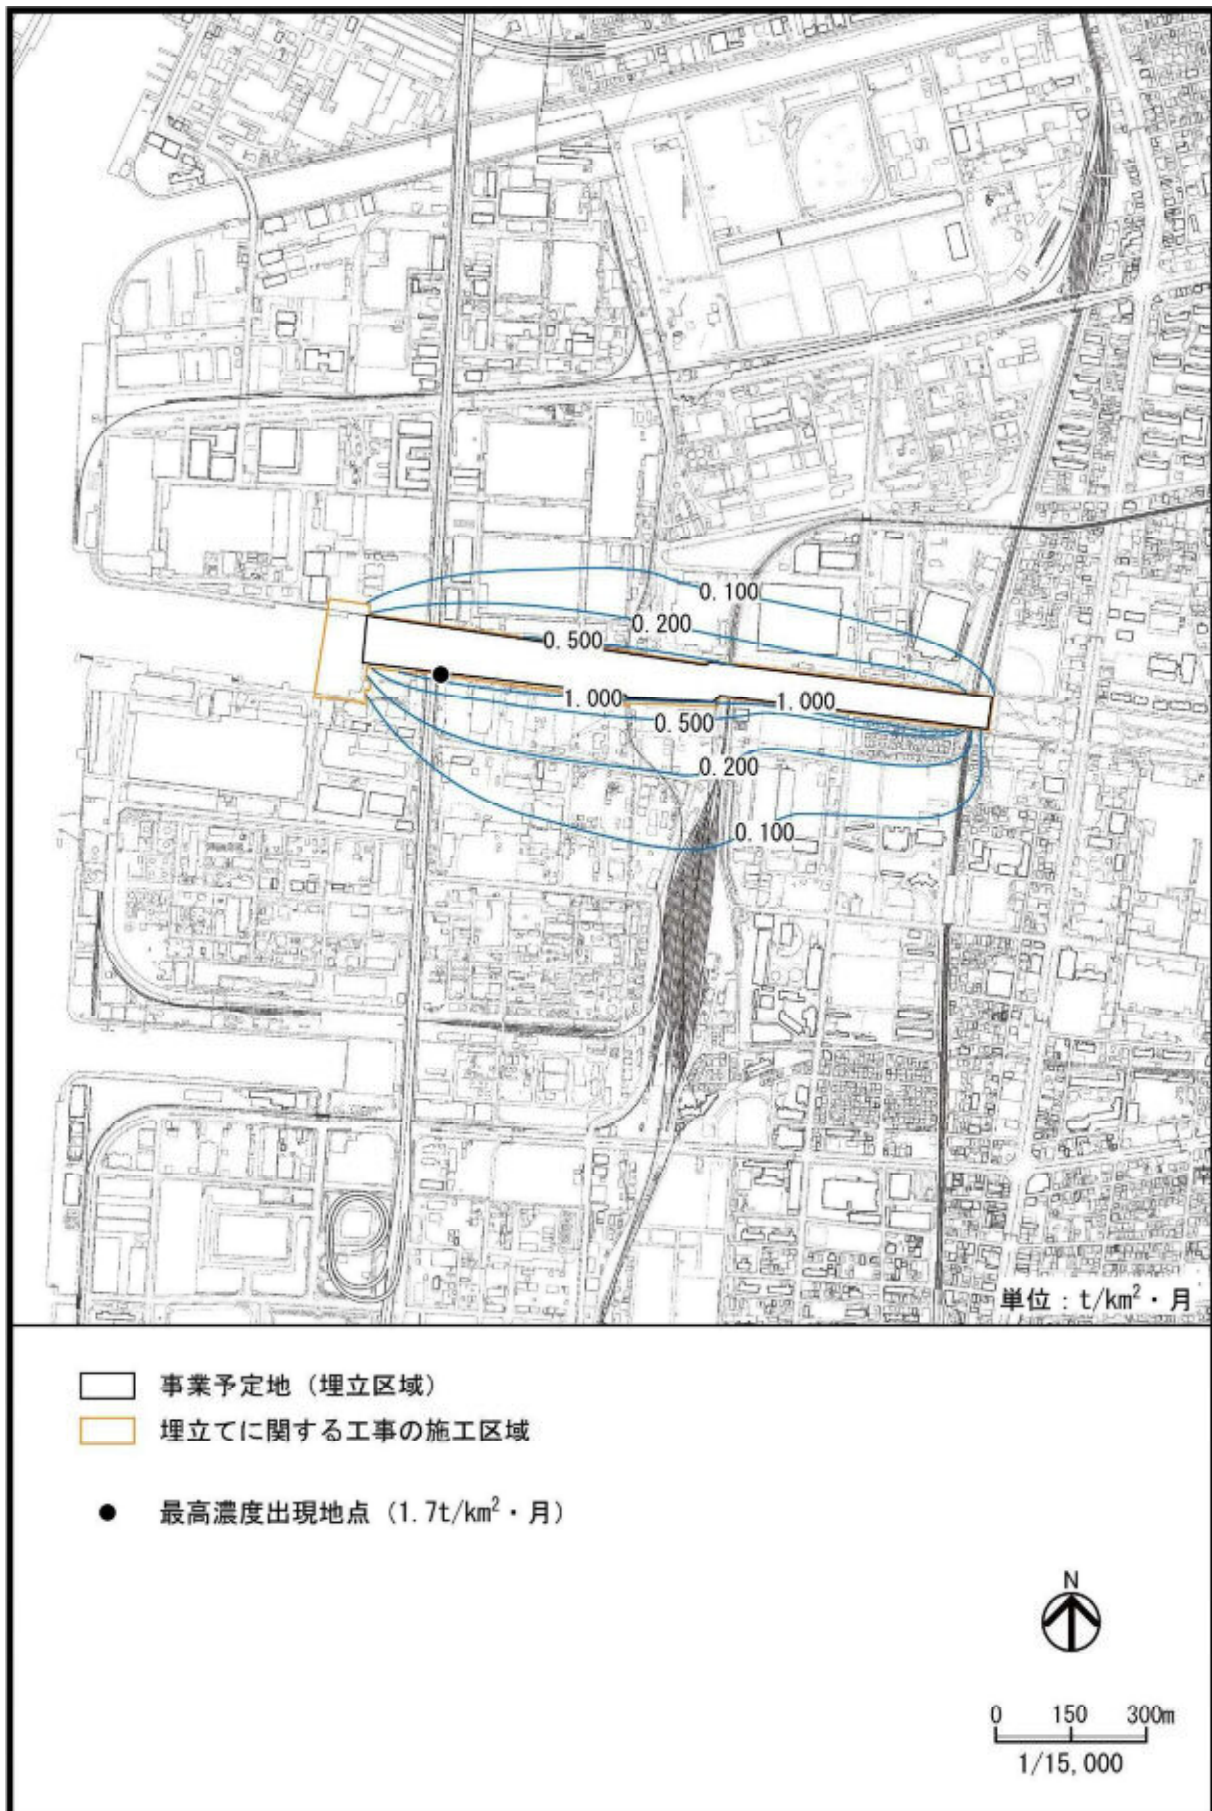 0.100
0.200
0.500
1.000
1.000
0.500
0.200
0.100
単位：t/km²・月
事業予定地（埋立区域）
埋立てに関する工事の施工区域
最高濃度出現地点（1.7t/km²・月）
N
0 150 300m
1/15,000